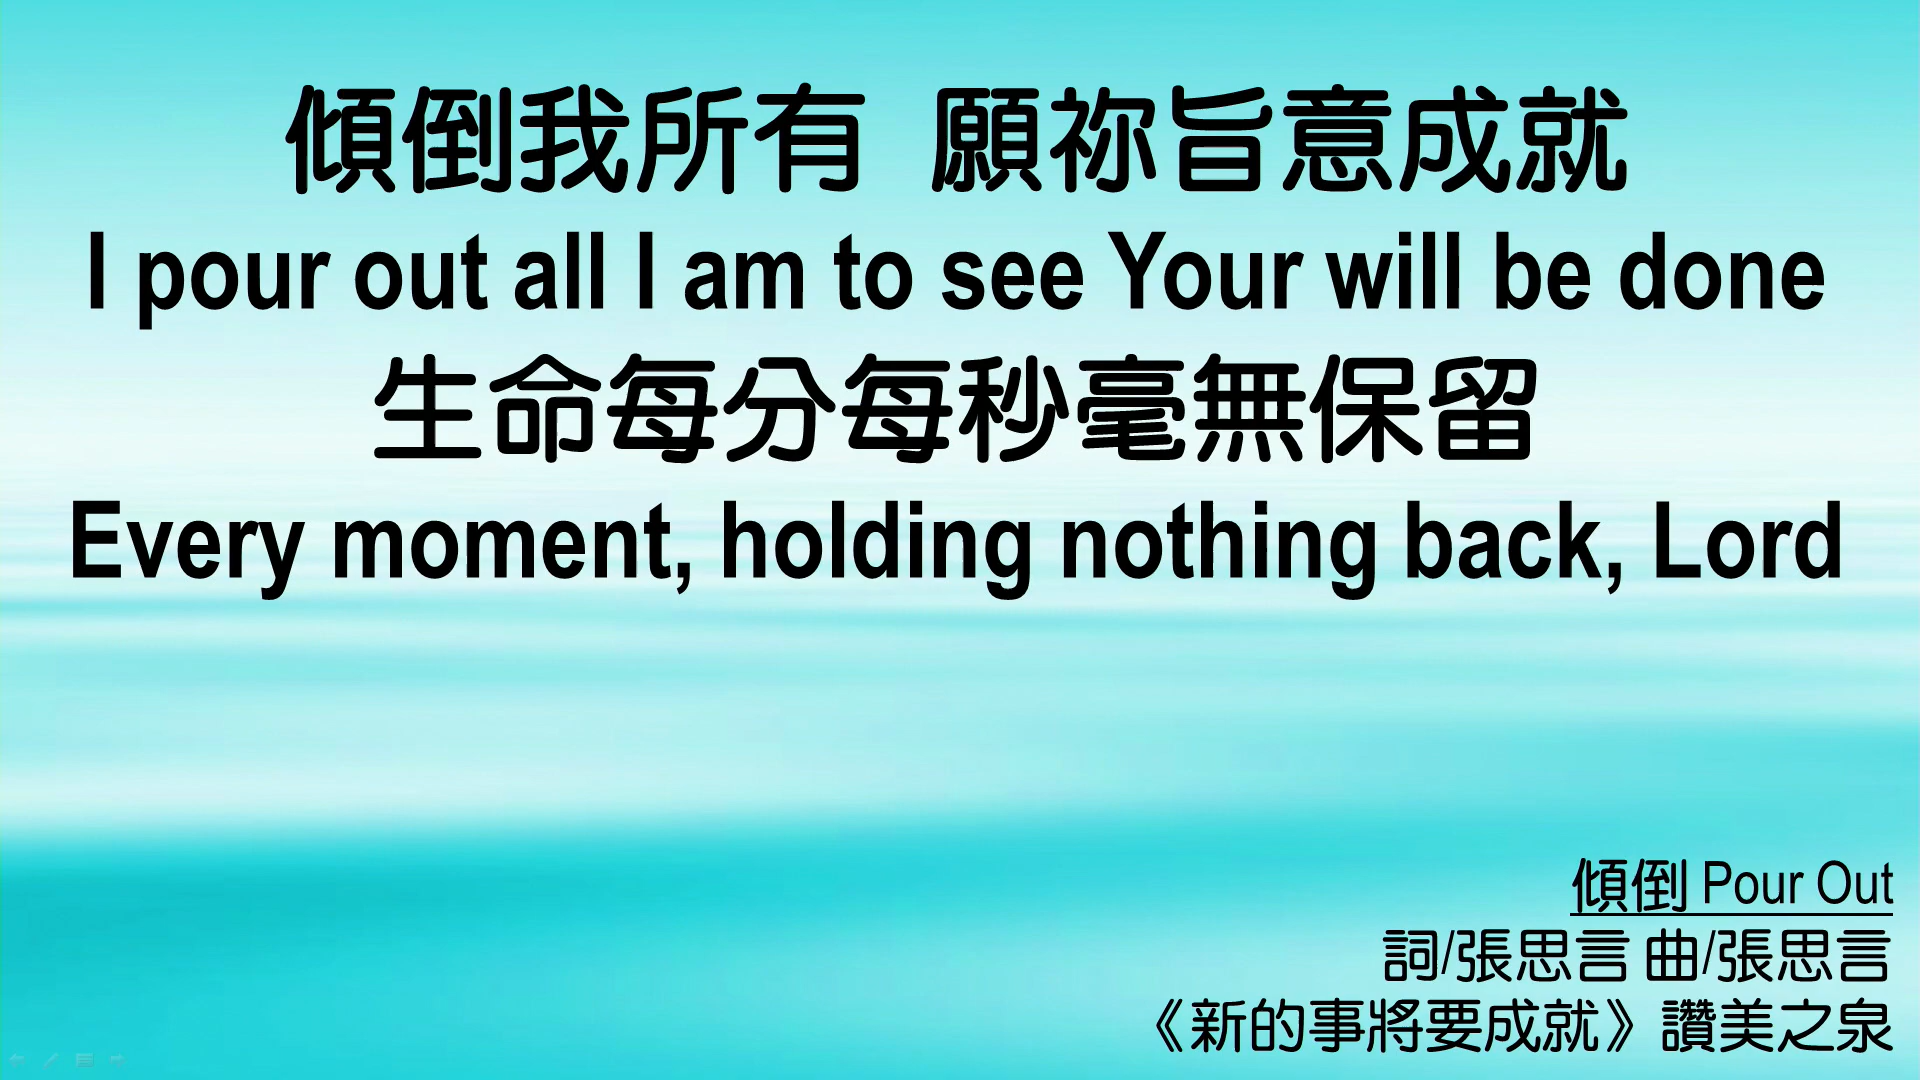 傾倒我所有 願祢旨意成就
I pour out all I am to see Your will be done
生命每分每秒毫無保留
Every moment, holding nothing back, Lord
傾倒 Pour Out
詞/張思言 曲/張思言
《新的事將要成就》讚美之泉